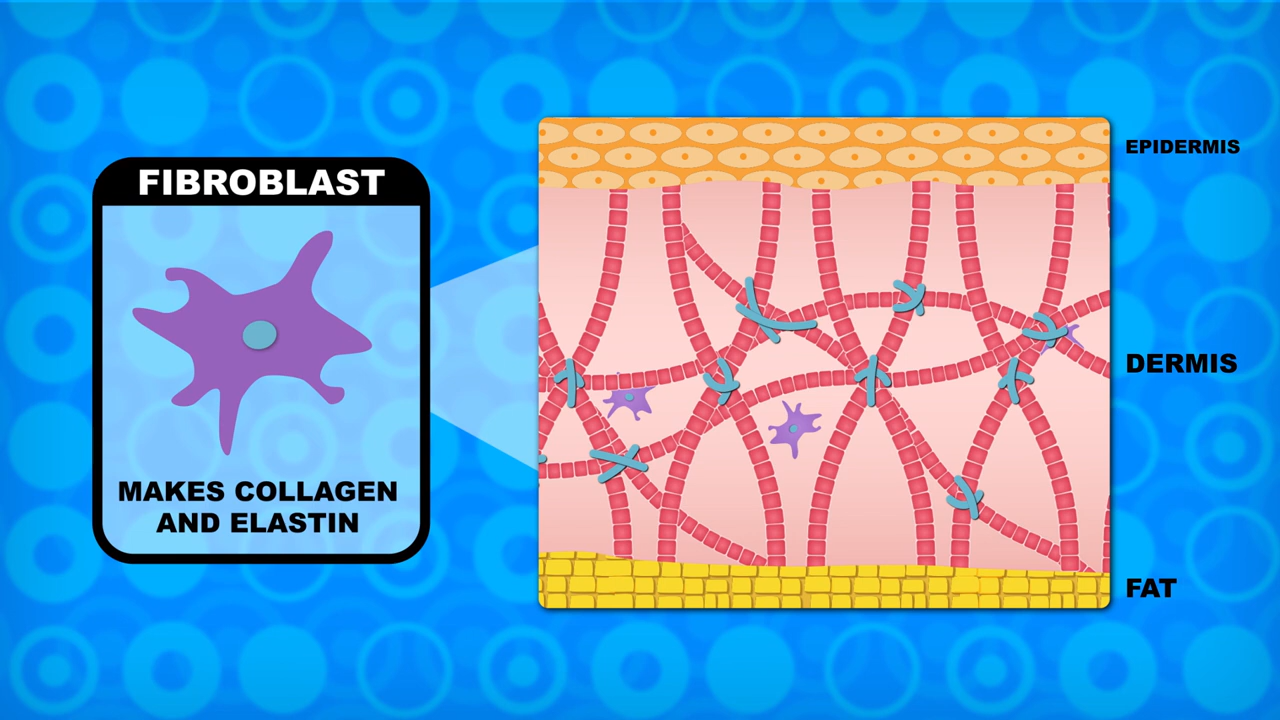 FIBROBLAST
MAKES COLLAGEN
AND ELASTIN
EPIDERMIS
DERMIS
FAT